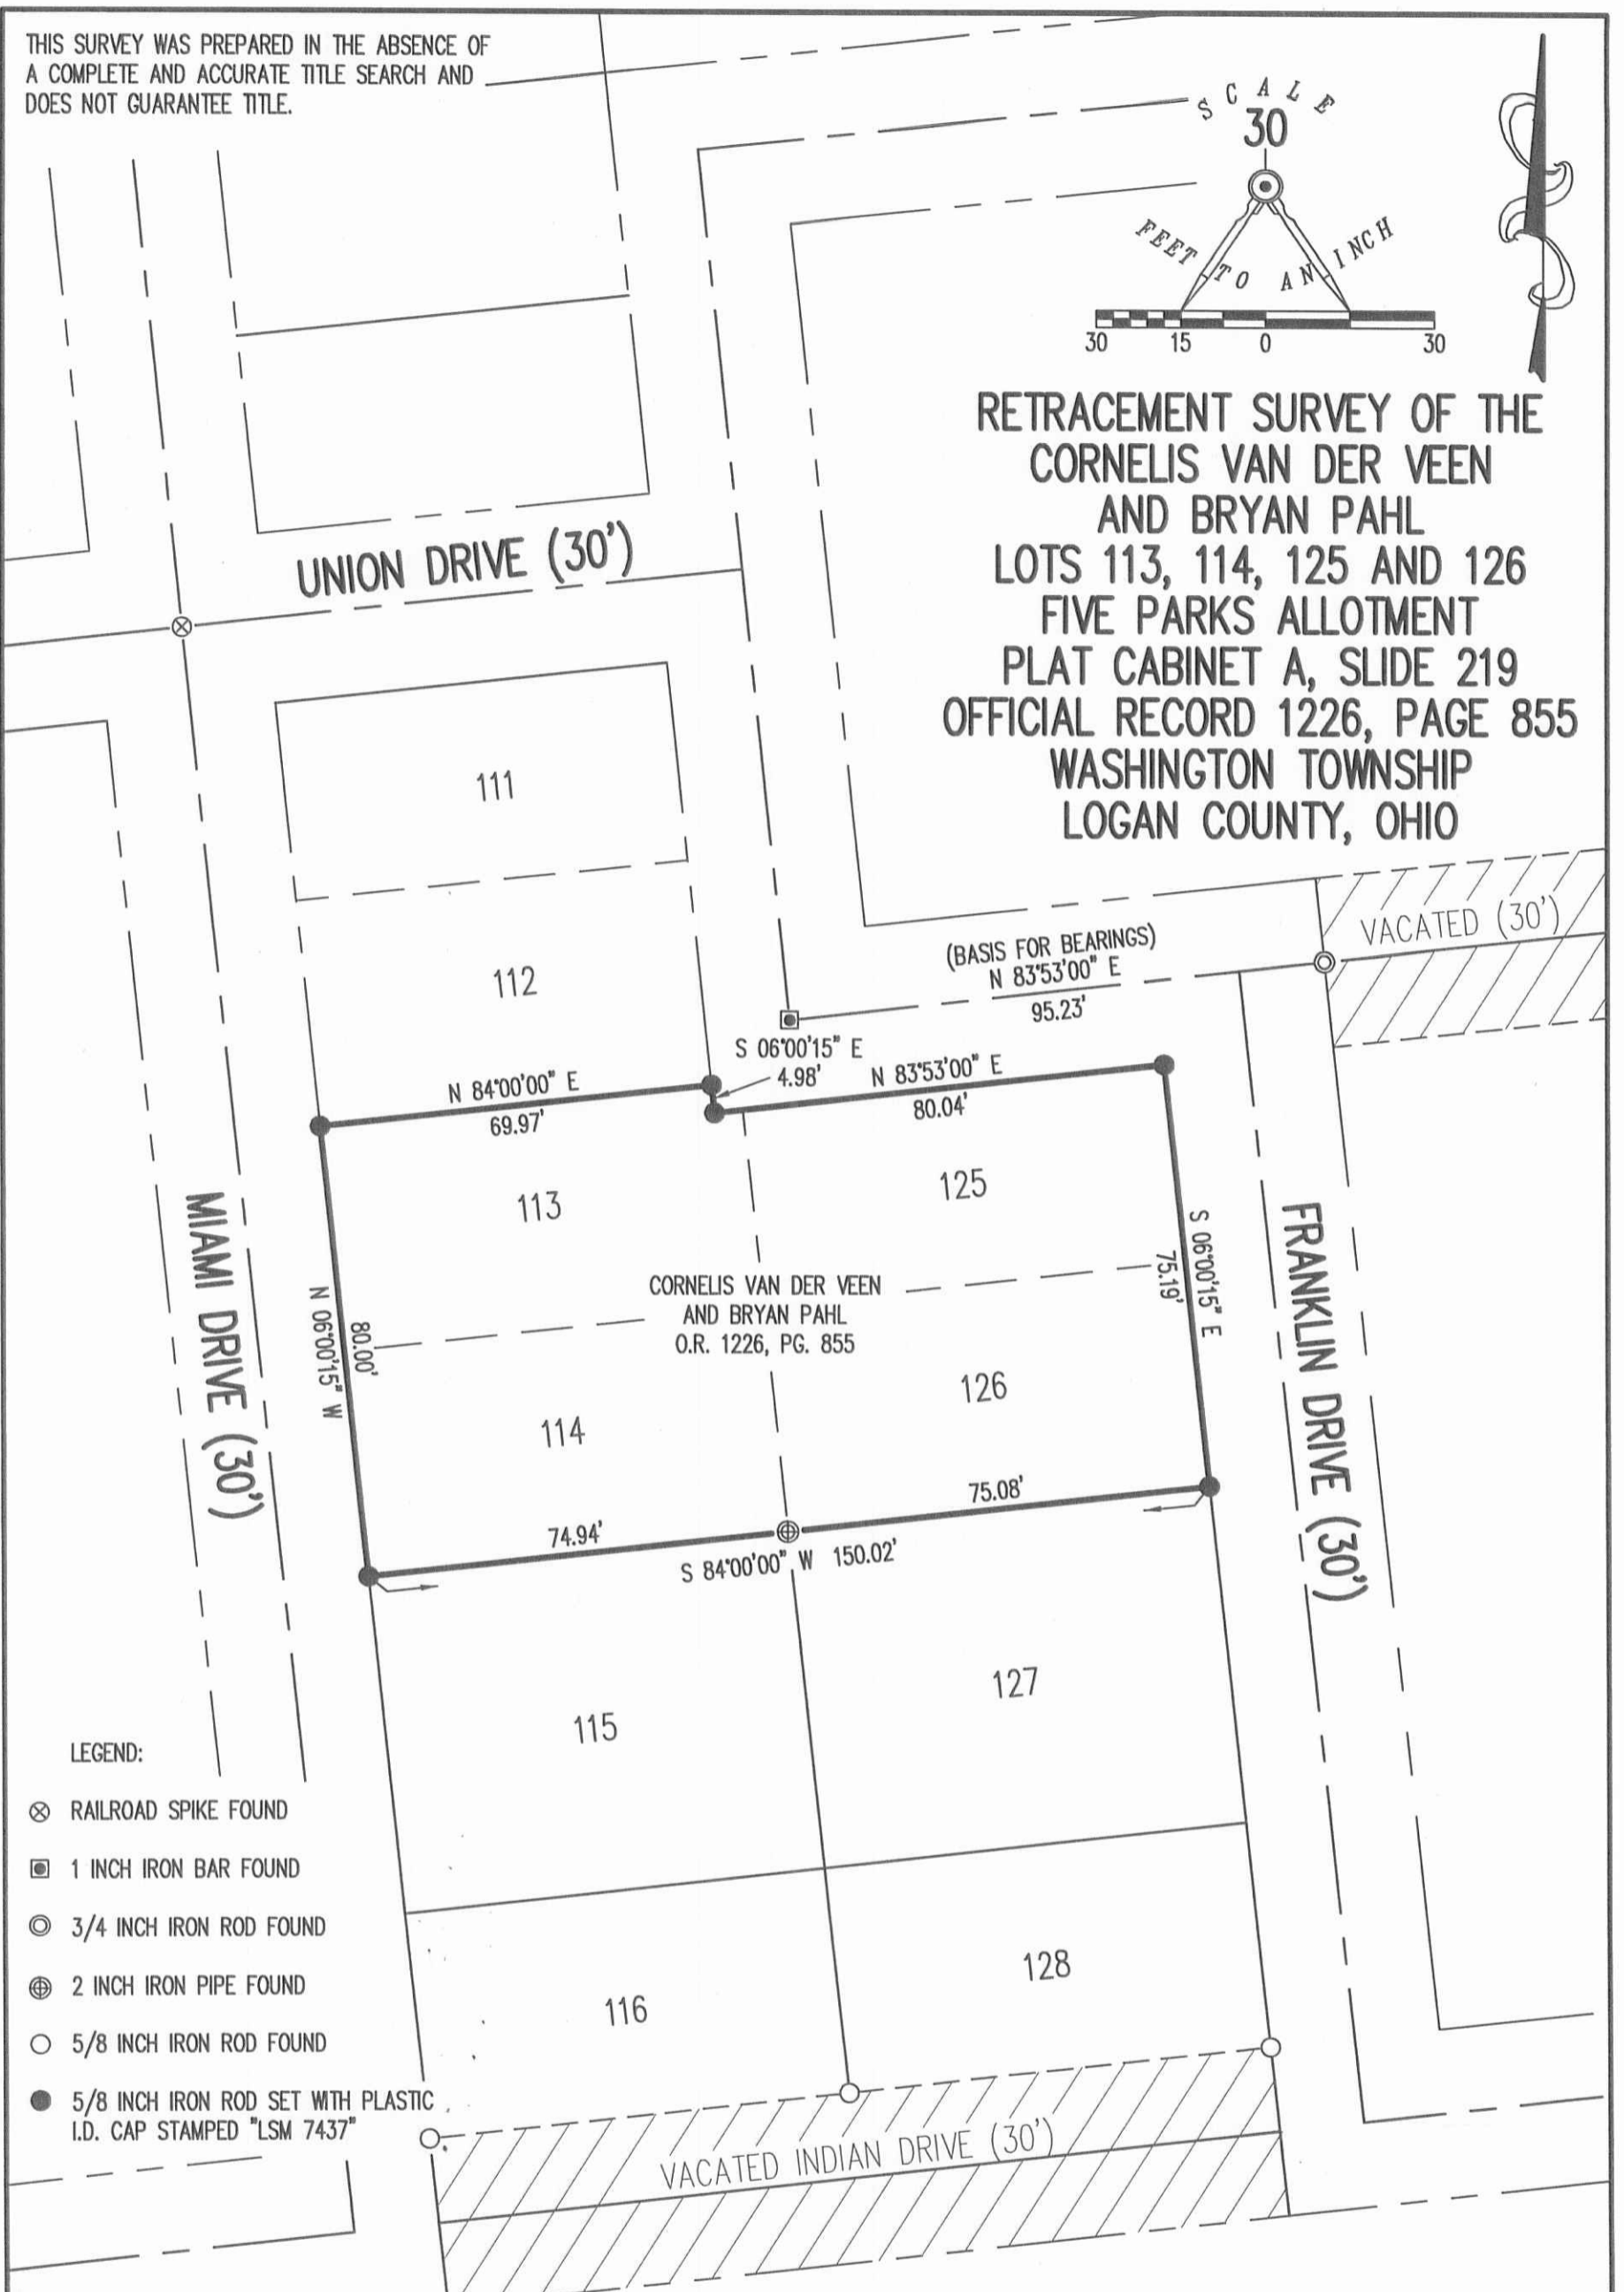 THIS SURVEY WAS PREPARED IN THE ABSENCE OF
A COMPLETE AND ACCURATE TITLE SEARCH AND
DOES NOT GUARANTEE TITLE.
SCALE
30
FEET TO AN INCH
30 15 0 30
RETRACEMENT SURVEY OF THE
CORNELIS VAN DER VEEN
AND BRYAN PAHL
LOTS 113, 114, 125 AND 126
FIVE PARKS ALLOTMENT
PLAT CABINET A, SLIDE 219
OFFICIAL RECORD 1226, PAGE 855
WASHINGTON TOWNSHIP
LOGAN COUNTY, OHIO
UNION DRIVE (30')
111
VACATED (30')
(BASIS FOR BEARINGS)
N 83°53'00" E
95.23'
112
S 06°00'15" E
4.98'
N 84°00'00" E
69.97'
N 83°53'00" E
80.04'
113
125
MIAMI DRIVE (30')
N 06°00'15" W
80.00'
CORNELIS VAN DER VEEN
AND BRYAN PAHL
O.R. 1226, PG. 855
S 06°00'15" E
75.19'
FRANKLIN DRIVE (30')
114
126
74.94'
75.08'
S 84°00'00" W 150.02'
115
127
116
128
VACATED INDIAN DRIVE (30')
LEGEND:
RAILROAD SPIKE FOUND
1 INCH IRON BAR FOUND
3/4 INCH IRON ROD FOUND
2 INCH IRON PIPE FOUND
5/8 INCH IRON ROD FOUND
5/8 INCH IRON ROD SET WITH PLASTIC
I.D. CAP STAMPED "LSM 7437"